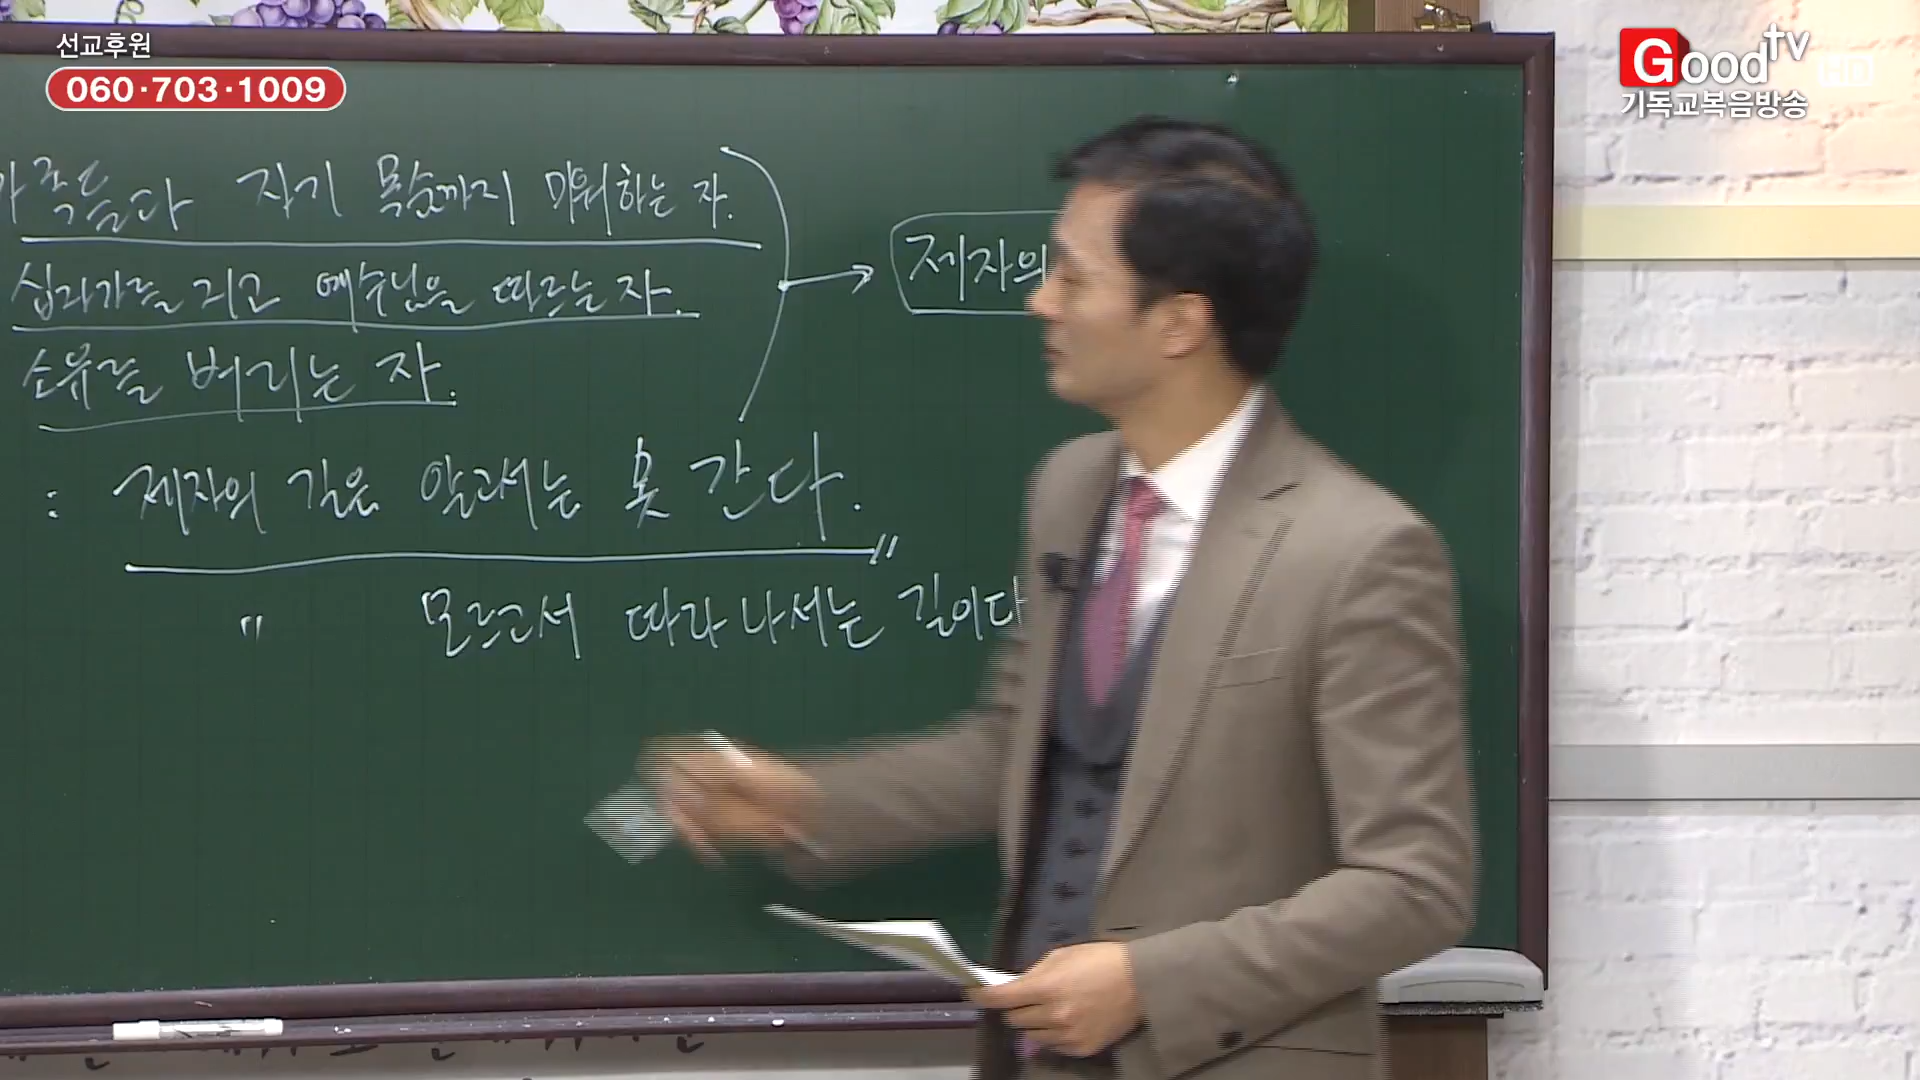 선교후원
060·703·1009
Good tv HD
기독교복음방송
가족들과 자기 목숨까지 미워하는 자.
십자가를 지고 예수님을 따르는 자.
소유를 버리는 자.
제자의
: 제자의 길은 알고서는 못 간다.
" 모르고서 따라 나서는 길이다